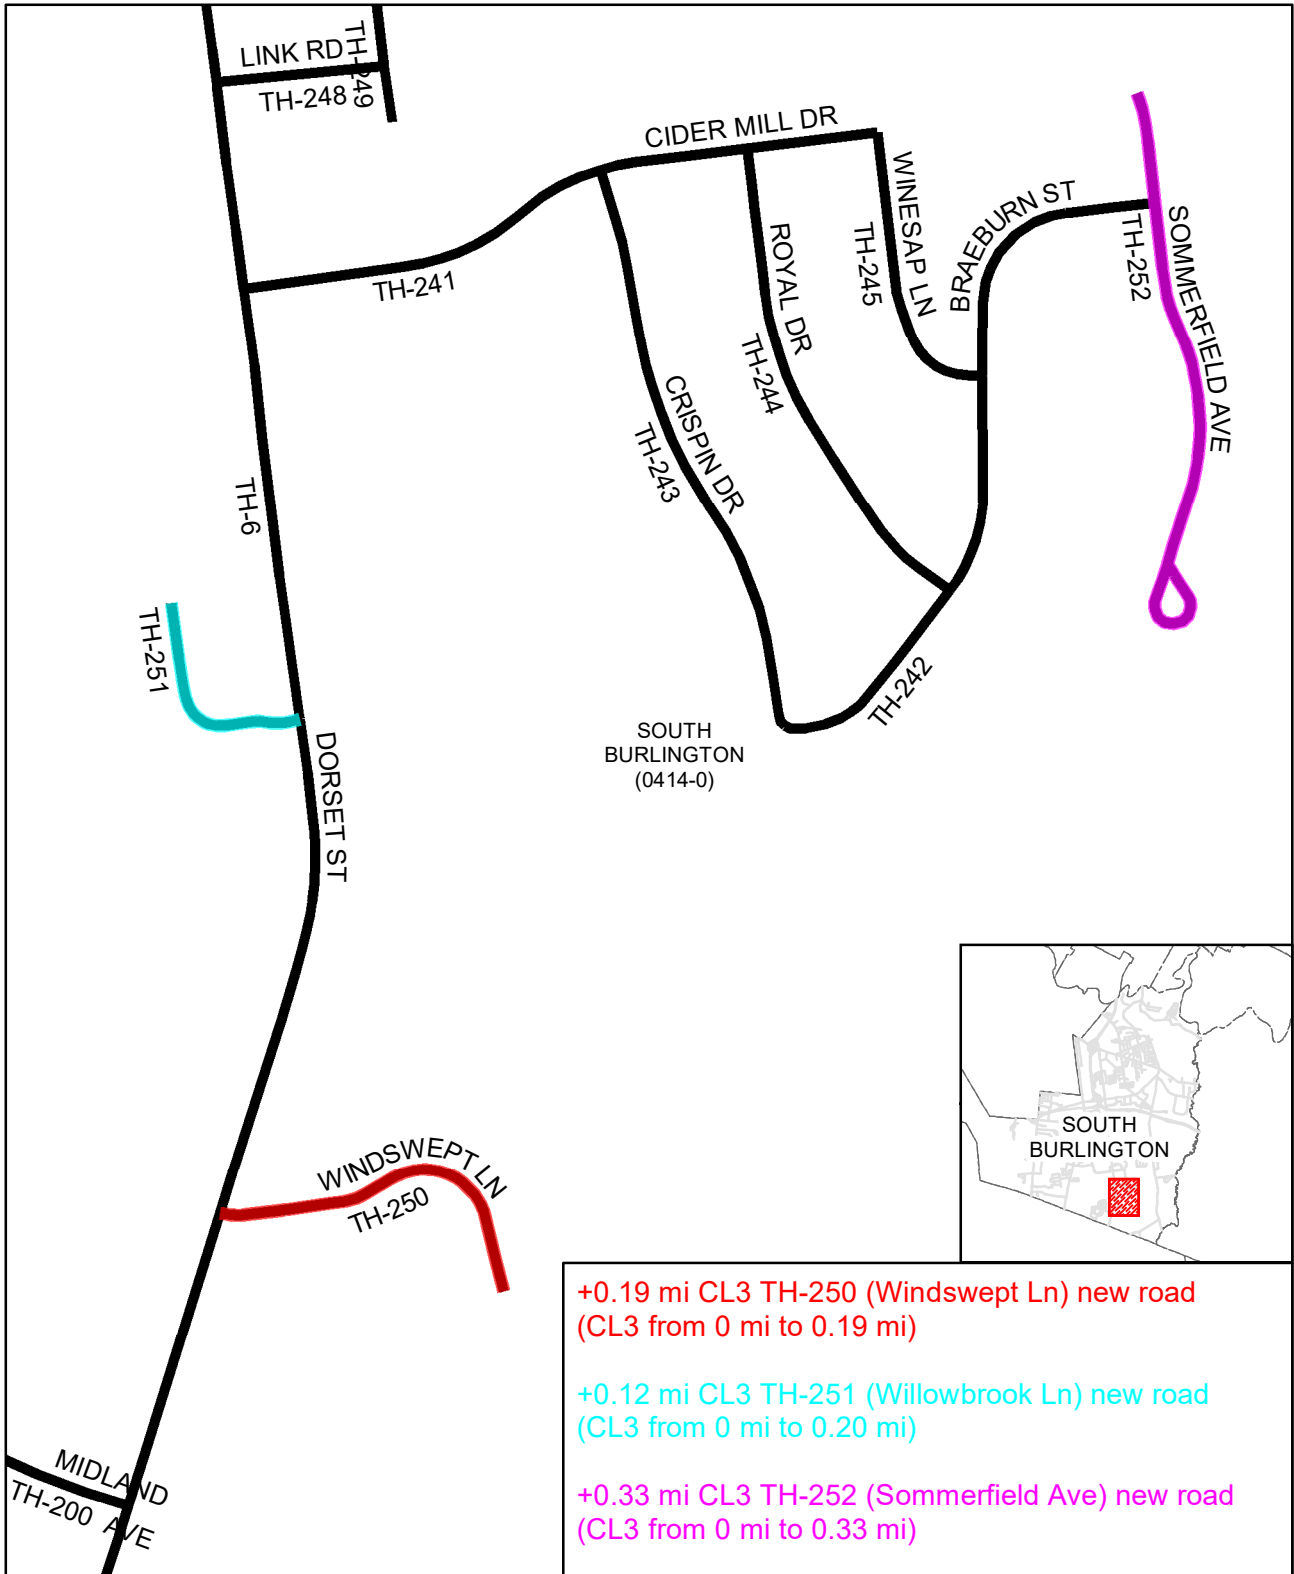 LINK RD
TH-249
TH-248
CIDER MILL DR
WINESAP LN
BRAEBURN ST
SOMMERFIELD AVE
TH-252
ROYAL DR
TH-245
TH-241
TH-244
CRISPIN DR
TH-243
TH-6
TH-251
TH-242
SOUTH
BURLINGTON
(0414-0)
DORSET ST
SOUTH
BURLINGTON
WINDSWEPT LN
TH-250
MIDLAND AVE
TH-200
+0.19 mi CL3 TH-250 (Windswept Ln) new road
(CL3 from 0 mi to 0.19 mi)
+0.12 mi CL3 TH-251 (Willowbrook Ln) new road
(CL3 from 0 mi to 0.20 mi)
+0.33 mi CL3 TH-252 (Sommerfield Ave) new road
(CL3 from 0 mi to 0.33 mi)